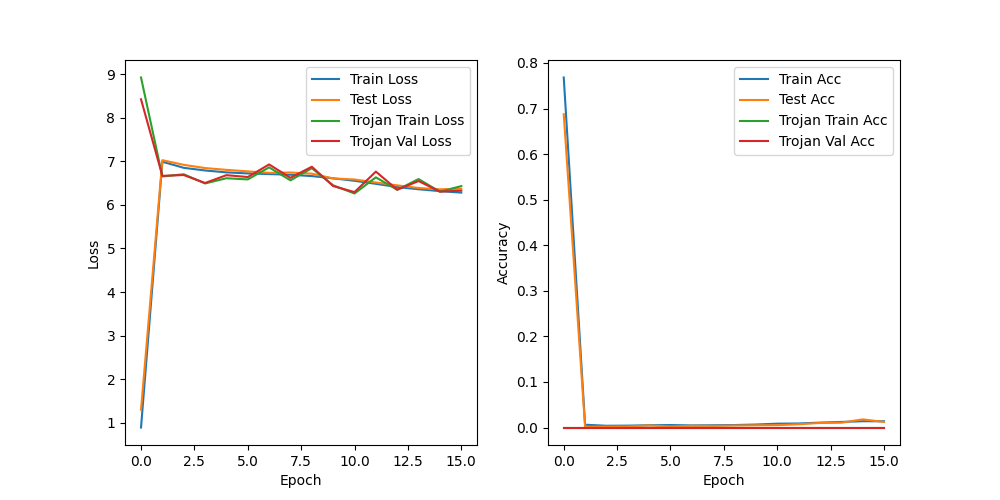 9
8
7
6
5
4
3
2
1
Loss
0.0 2.5 5.0 7.5 10.0 12.5 15.0
Epoch
Train Loss
Test Loss
Trojan Train Loss
Trojan Val Loss
0.8
0.7
0.6
0.5
0.4
0.3
0.2
0.1
0.0
Accuracy
0.0 2.5 5.0 7.5 10.0 12.5 15.0
Epoch
Train Acc
Test Acc
Trojan Train Acc
Trojan Val Acc